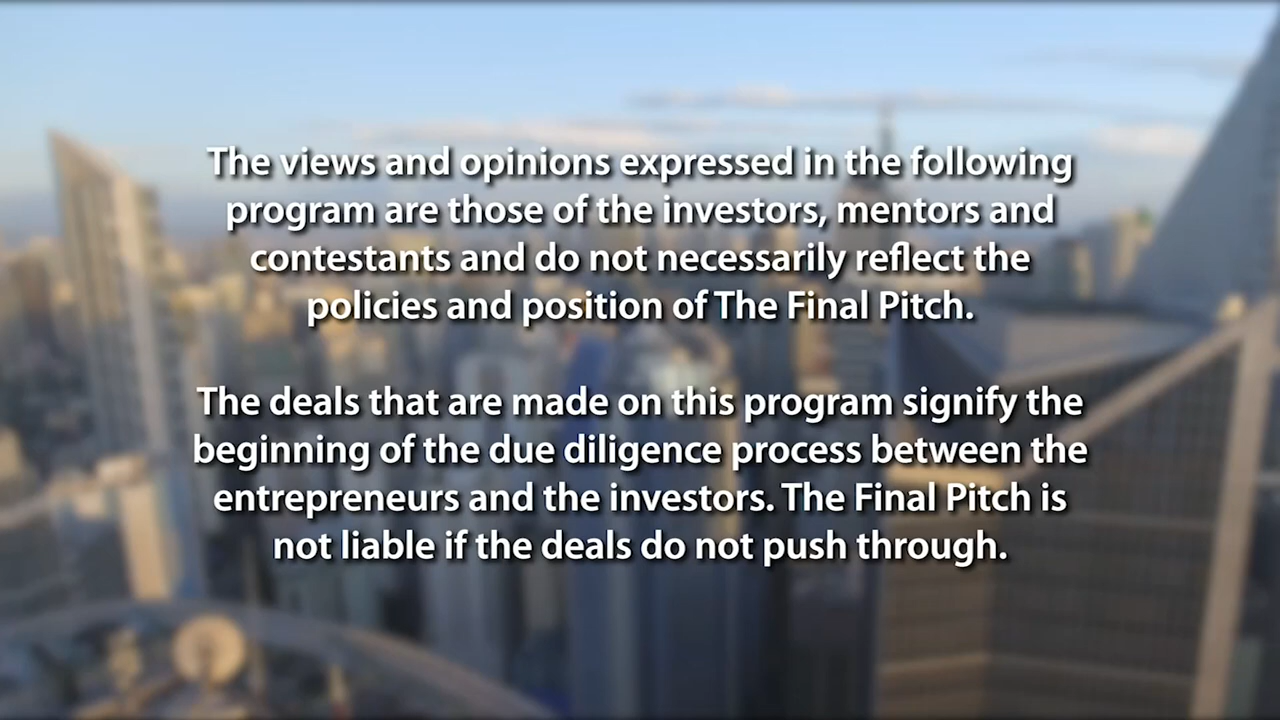 The views and opinions expressed in the following
program are those of the investors, mentors and
contestants and do not necessarily reflect the
policies and position of The Final Pitch.
The deals that are made on this program signify the
beginning of the due diligence process between the
entrepreneurs and the investors. The Final Pitch is
not liable if the deals do not push through.